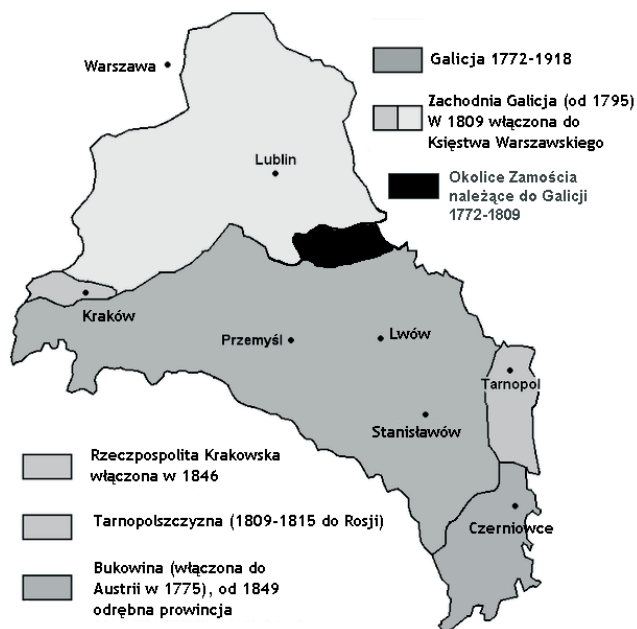 Warszawa
Galicja 1772-1918
Zachodnia Galicja (od 1795)
W 1809 włączona do
Księstwa Warszawskiego
Lublin
Okolice Zamościa
należące do Galicji
1772-1809
Kraków
Przemyśl
Lwów
Tarnopol
Stanisławów
Rzeczpospolita Krakowska
włączona w 1846
Tarnopolszczyzna (1809-1815 do Rosji)
Czerniowce
Bukowina (włączona do
Austrii w 1775), od 1849
odrębna prowincja